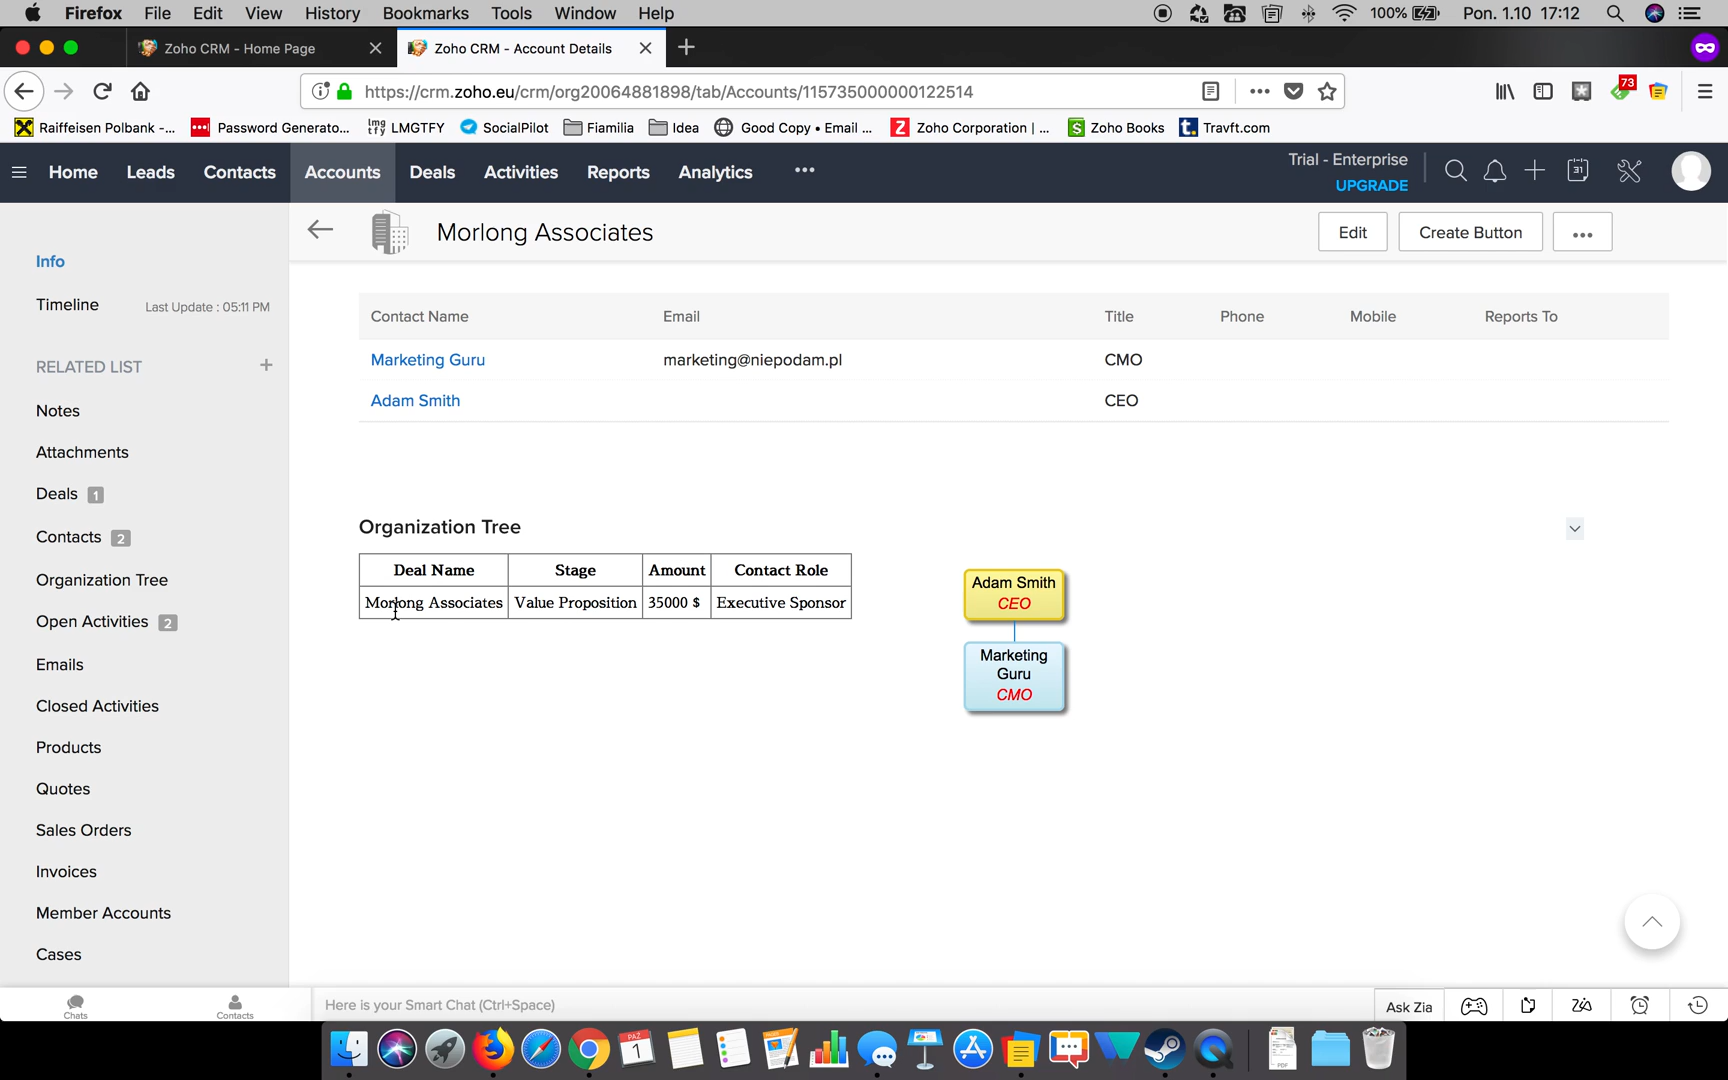 Firefox File Edit View History Bookmarks Tools Window Help 100% Pon. 1.10 17:12
Zoho CRM - Home Page Zoho CRM - Account Details
https://crm.zoho.eu/crm/org20064881898/tab/Accounts/115735000000122514 73
Raiffeisen Polbank -... Password Generato... LMGTFY SocialPilot Fiamilia Idea Good Copy • Email ... Zoho Corporation | ... Zoho Books Travft.com
Home Leads Contacts Accounts Deals Activities Reports Analytics
Trial - Enterprise
UPGRADE
31
Morlong Associates
Edit Create Button
Info
Timeline Last Update : 05:11 PM
RELATED LIST
Notes
Attachments
Deals 1
Contacts 2
Organization Tree
Open Activities 2
Emails
Closed Activities
Products
Quotes
Sales Orders
Invoices
Member Accounts
Cases
Contact Name Email Title Phone Mobile Reports To
Marketing Guru marketing@niepodam.pl CMO
Adam Smith CEO
Organization Tree
Deal Name Stage Amount Contact Role
Morlong Associates Value Proposition 35000 $ Executive Sponsor
Adam Smith
CEO
Marketing
Guru
CMO
Chats Contacts
Here is your Smart Chat (Ctrl+Space)
Ask Zia
1
PDF